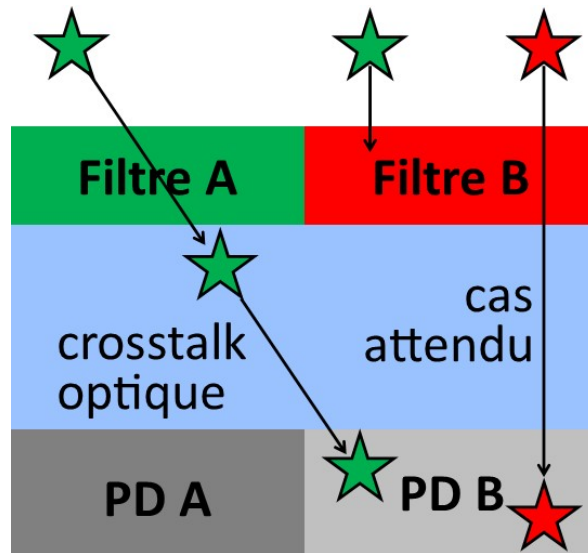 Filtre A
Filtre B
crosstalk
optique
cas
attendu
PD A
PD B